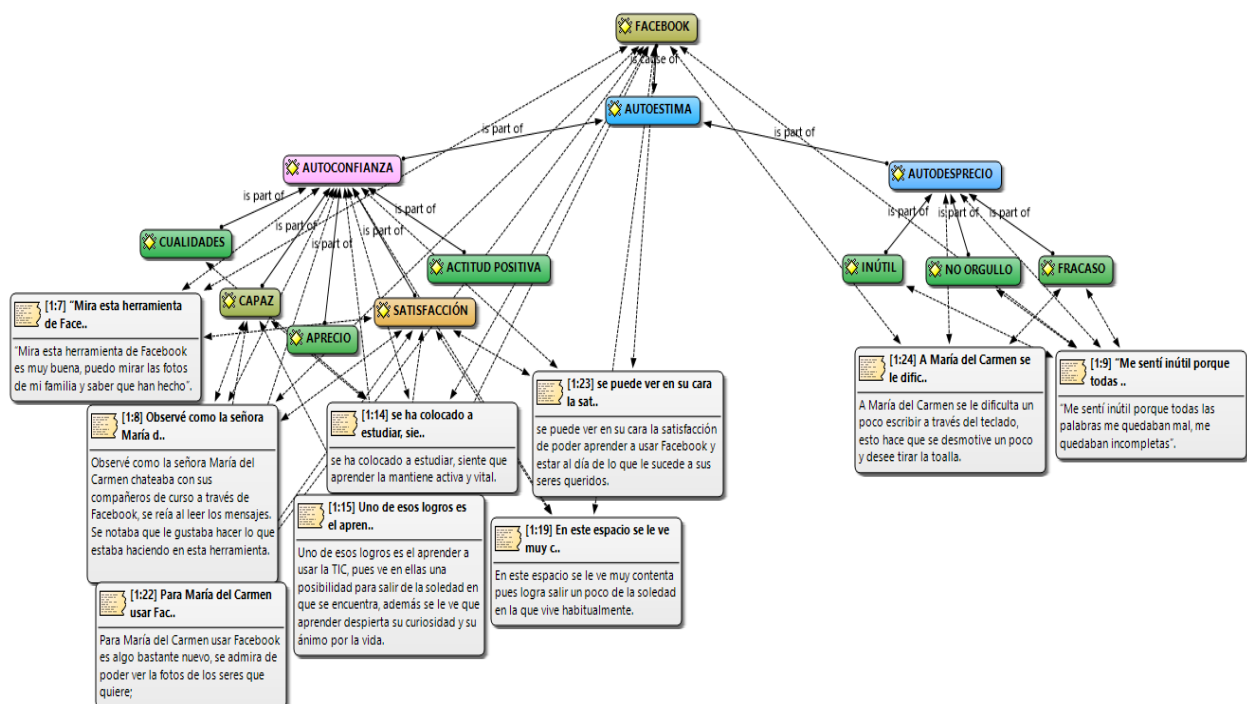 FACEBOOK
is cause of
AUTOESTIMA
is part of
is part of
AUTOCONFIANZA
AUTODESPRECIO
is part of
is part of
is part of
is part of
is part of
is part of
is part of
is part of
CUALIDADES
ACTITUD POSITIVA
INÚTIL
NO ORGULLO
FRACASO
CAPAZ
SATISFACCIÓN
APRECIO
[1:7] “Mira esta herramienta
de Face..
“Mira esta herramienta de Facebook
es muy buena, puedo mirar las fotos
de mi familia y saber que han hecho”.
[1:8] Observé como la señora
María d..
Observé como la señora María del
Carmen chateaba con sus
compañeros de curso a través de
Facebook, se reía al leer los mensajes.
Se notaba que le gustaba hacer lo que
estaba haciendo en esta herramienta.
[1:22] Para María del Carmen
usar Fac..
Para María del Carmen usar Facebook
es algo bastante nuevo, se admira de
poder ver la fotos de los seres que
quiere;
[1:14] se ha colocado a
estudiar, sie..
se ha colocado a estudiar, siente que
aprender la mantiene activa y vital.
[1:15] Uno de esos logros es
el apren..
Uno de esos logros es el aprender a
usar la TIC, pues ve en ellas una
posibilidad para salir de la soledad en
que se encuentra, además se le ve que
aprender despierta su curiosidad y su
ánimo por la vida.
[1:23] se puede ver en su cara
la sat..
se puede ver en su cara la satisfacción
de poder aprender a usar Facebook y
estar al día de lo que le sucede a sus
seres queridos.
[1:19] En este espacio se le ve
muy c..
En este espacio se le ve muy contenta
pues logra salir un poco de la soledad
en la que vive habitualmente.
[1:24] A María del Carmen se
le dific..
A María del Carmen se le dificulta un
poco escribir a través del teclado,
esto hace que se desmotive un poco
y desee tirar la toalla.
[1:9] “Me sentí inútil porque
todas ..
“Me sentí inútil porque todas las
palabras me quedaban mal, me
quedaban incompletas”.